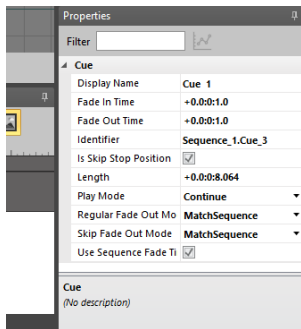 Properties
Filter
Cue
Display Name Cue 1
Fade In Time +0.0:0:1.0
Fade Out Time +0.0:0:1.0
Identifier Sequence_1.Cue_3
Is Skip Stop Position
Length +0.0:0:8.064
Play Mode Continue
Regular Fade Out Mo MatchSequence
Skip Fade Out Mode MatchSequence
Use Sequence Fade Ti
Cue
(No description)